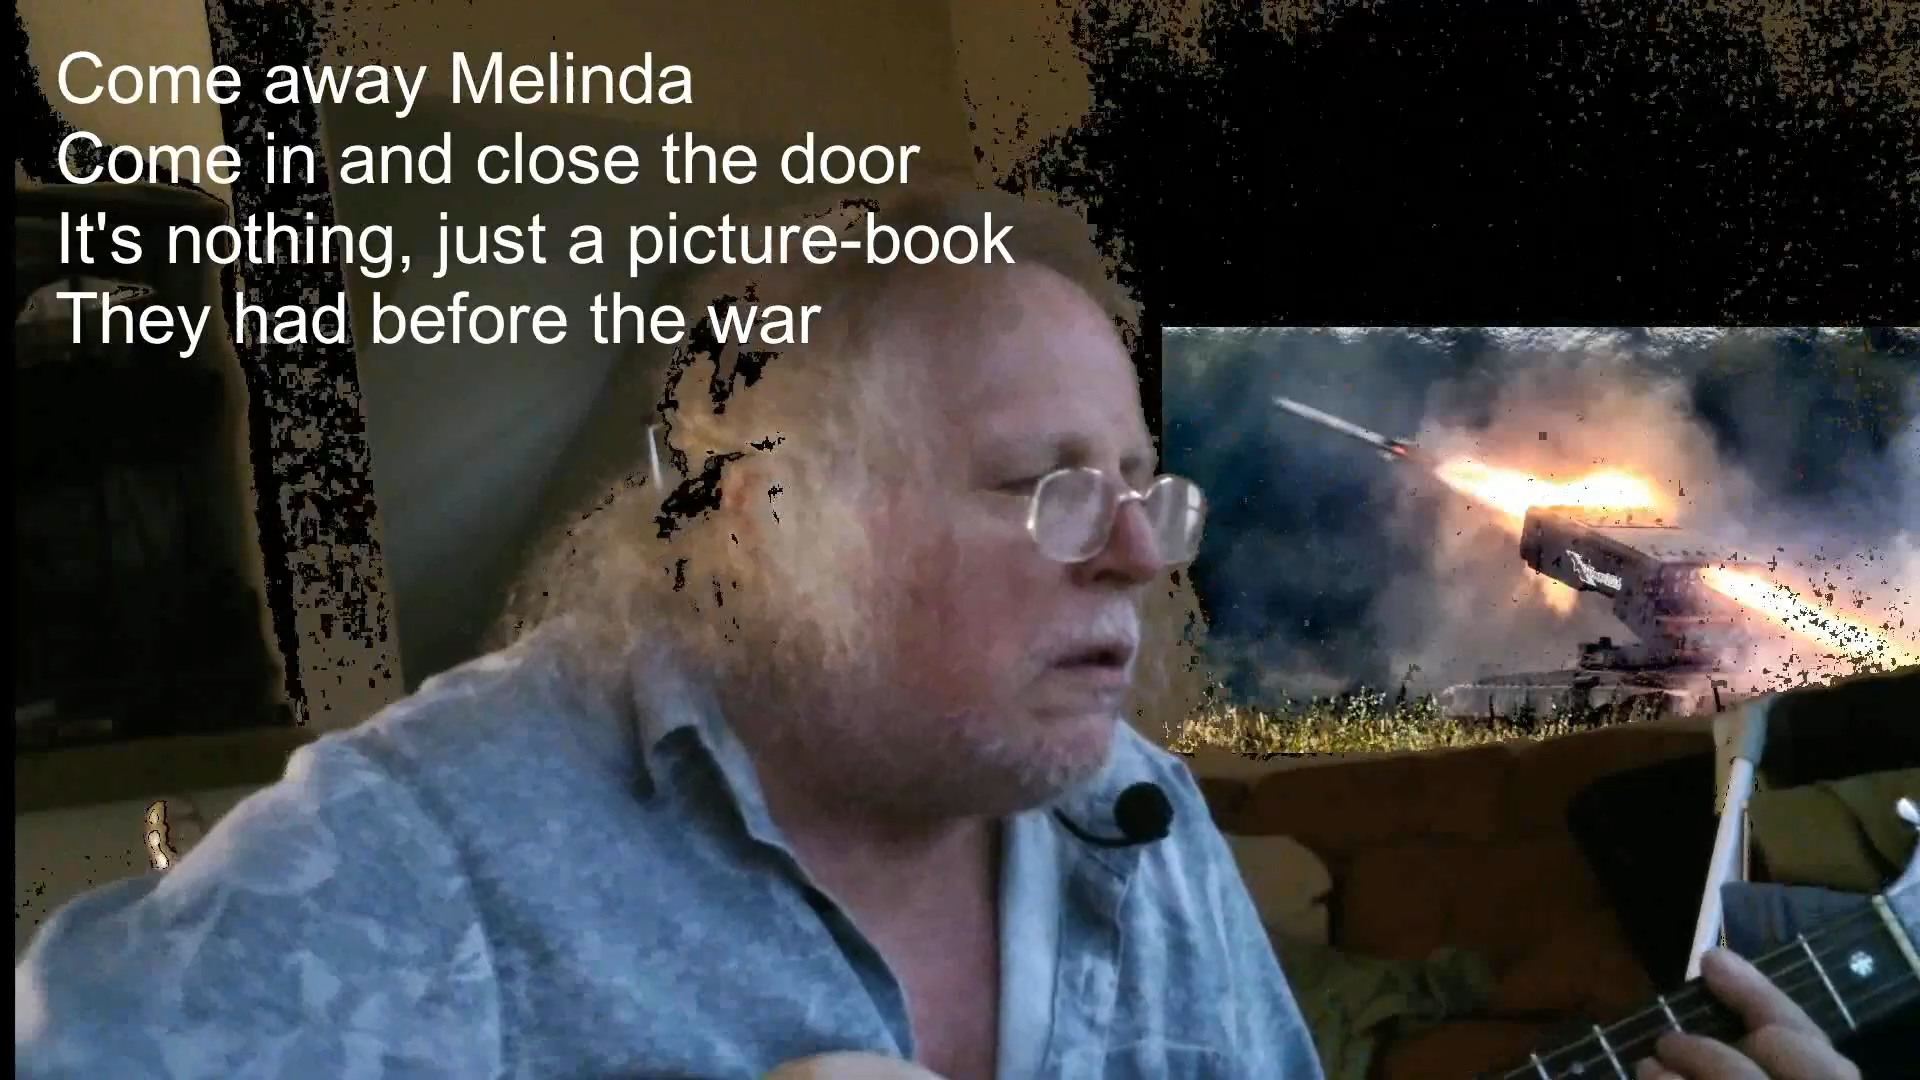 Come away Melinda
Come in and close the door
It's nothing, just a picture-book
They had before the war